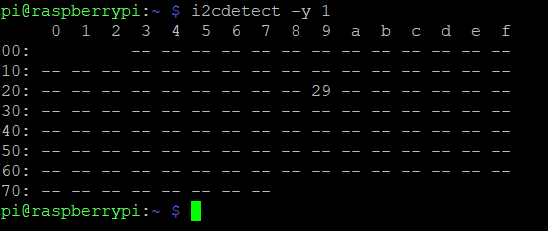 pi@raspberrypi:~ $ i2cdetect -y 1
     0  1  2  3  4  5  6  7  8  9  a  b  c  d  e  f
00:          -- -- -- -- -- -- -- -- -- -- -- -- --
10: -- -- -- -- -- -- -- -- -- -- -- -- -- -- -- --
20: -- -- -- -- -- -- -- -- -- 29 -- -- -- -- -- --
30: -- -- -- -- -- -- -- -- -- -- -- -- -- -- -- --
40: -- -- -- -- -- -- -- -- -- -- -- -- -- -- -- --
50: -- -- -- -- -- -- -- -- -- -- -- -- -- -- -- --
60: -- -- -- -- -- -- -- -- -- -- -- -- -- -- -- --
70: -- -- -- -- -- -- -- --
pi@raspberrypi:~ $